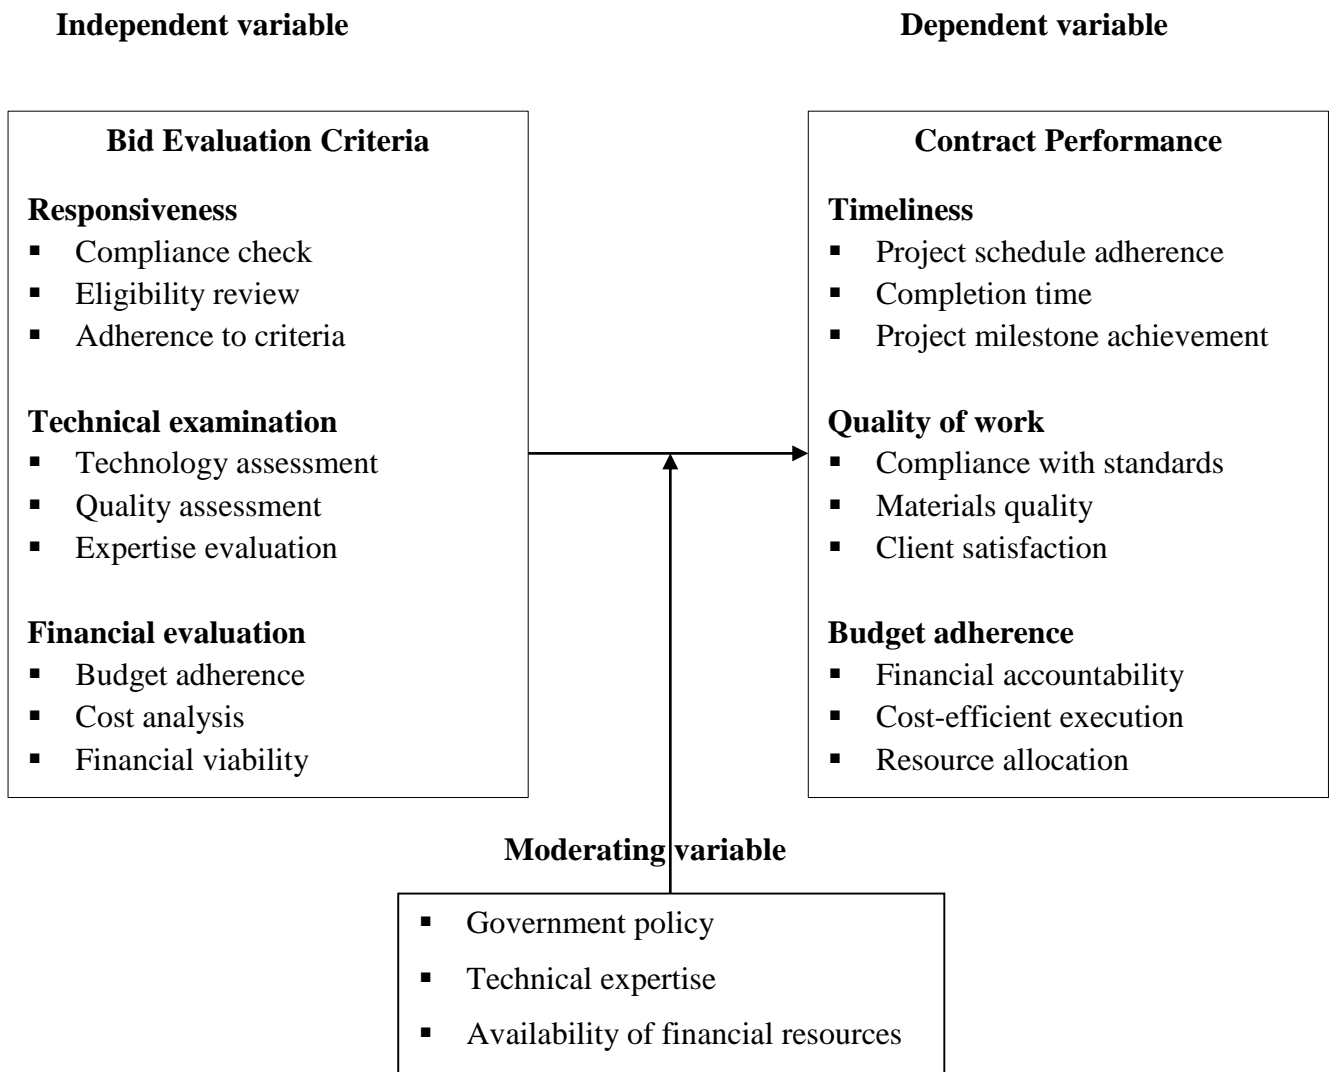 Independent variable
Dependent variable
Bid Evaluation Criteria
Responsiveness
▪ Compliance check
▪ Eligibility review
▪ Adherence to criteria
Technical examination
▪ Technology assessment
▪ Quality assessment
▪ Expertise evaluation
Financial evaluation
▪ Budget adherence
▪ Cost analysis
▪ Financial viability
Contract Performance
Timeliness
▪ Project schedule adherence
▪ Completion time
▪ Project milestone achievement
Quality of work
▪ Compliance with standards
▪ Materials quality
▪ Client satisfaction
Budget adherence
▪ Financial accountability
▪ Cost-efficient execution
▪ Resource allocation
Moderating variable
▪ Government policy
▪ Technical expertise
▪ Availability of financial resources